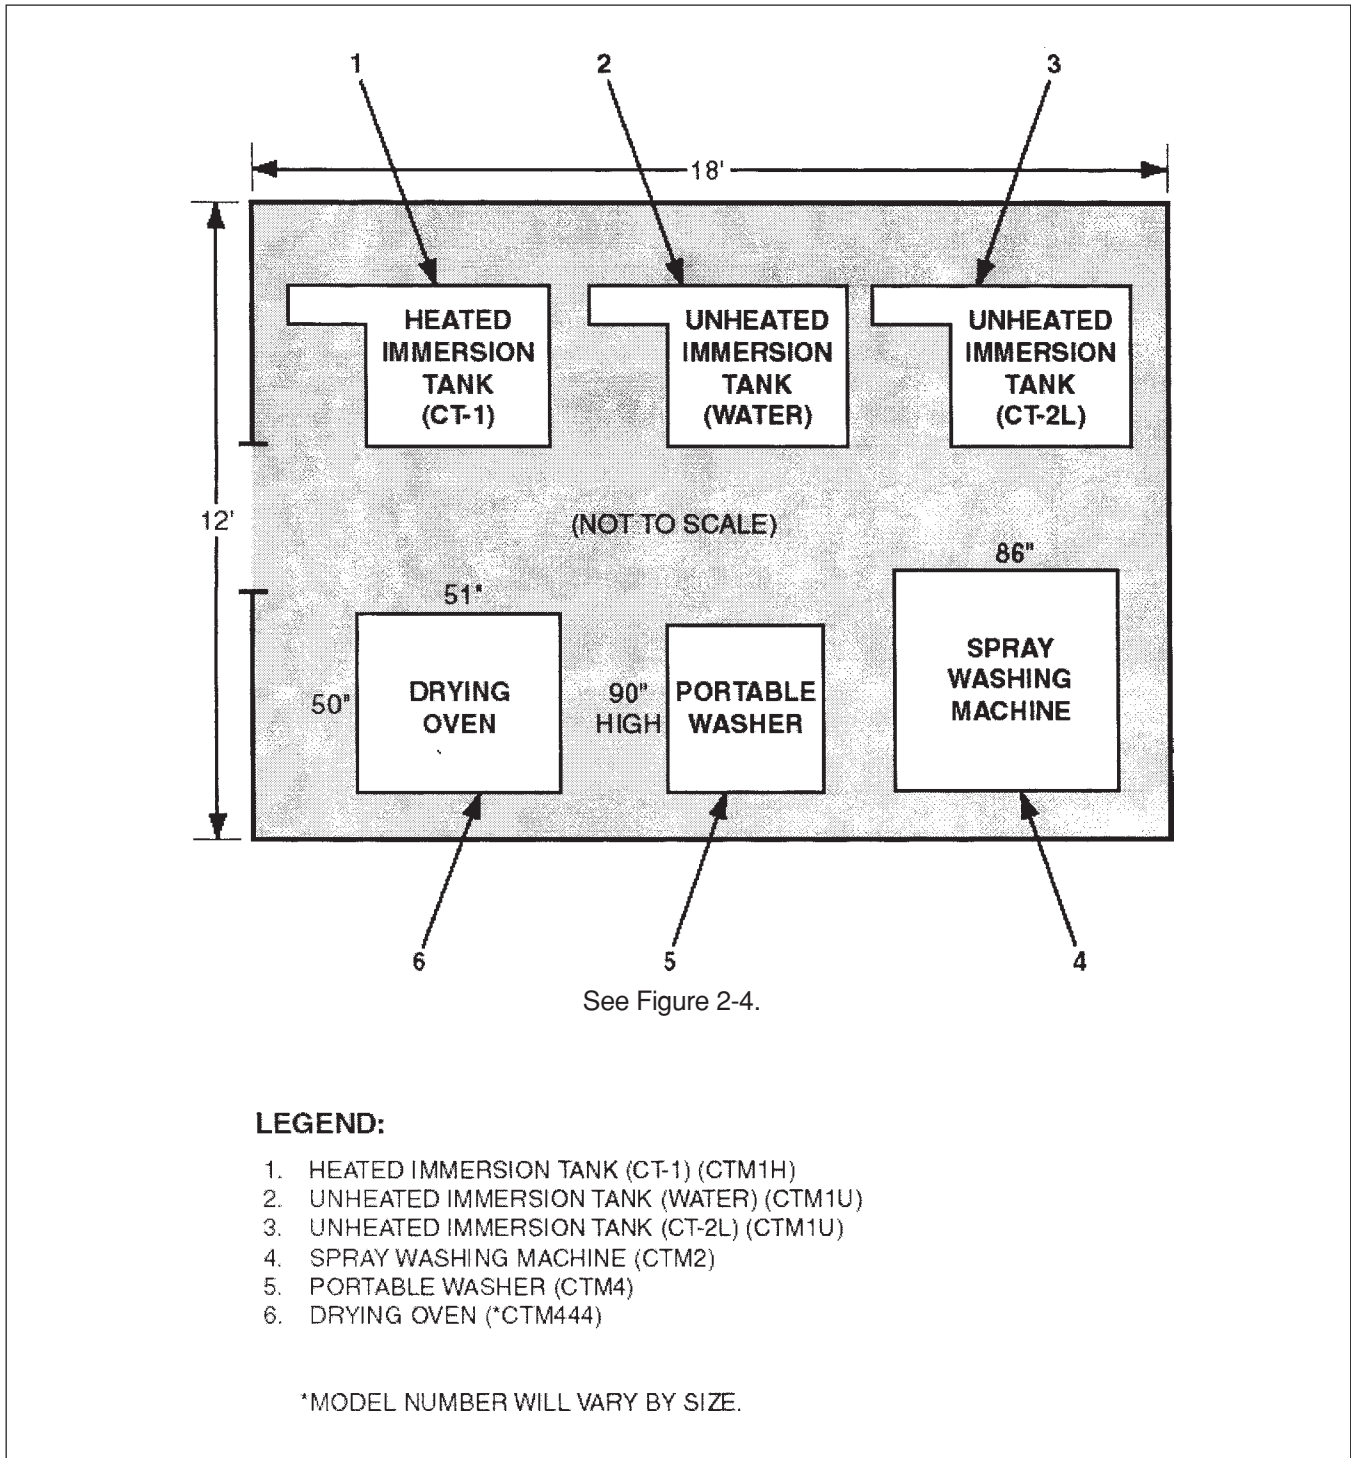 1
2
3
18'
HEATED
IMMERSION
TANK
(CT-1)
UNHEATED
IMMERSION
TANK
(WATER)
UNHEATED
IMMERSION
TANK
(CT-2L)
12'
(NOT TO SCALE)
86"
51"
50"
DRYING
OVEN
90"
HIGH
PORTABLE
WASHER
SPRAY
WASHING
MACHINE
6
5
4
See Figure 2-4.
LEGEND:
1. HEATED IMMERSION TANK (CT-1) (CTM1H)
2. UNHEATED IMMERSION TANK (WATER) (CTM1U)
3. UNHEATED IMMERSION TANK (CT-2L) (CTM1U)
4. SPRAY WASHING MACHINE (CTM2)
5. PORTABLE WASHER (CTM4)
6. DRYING OVEN (*CTM444)
*MODEL NUMBER WILL VARY BY SIZE.